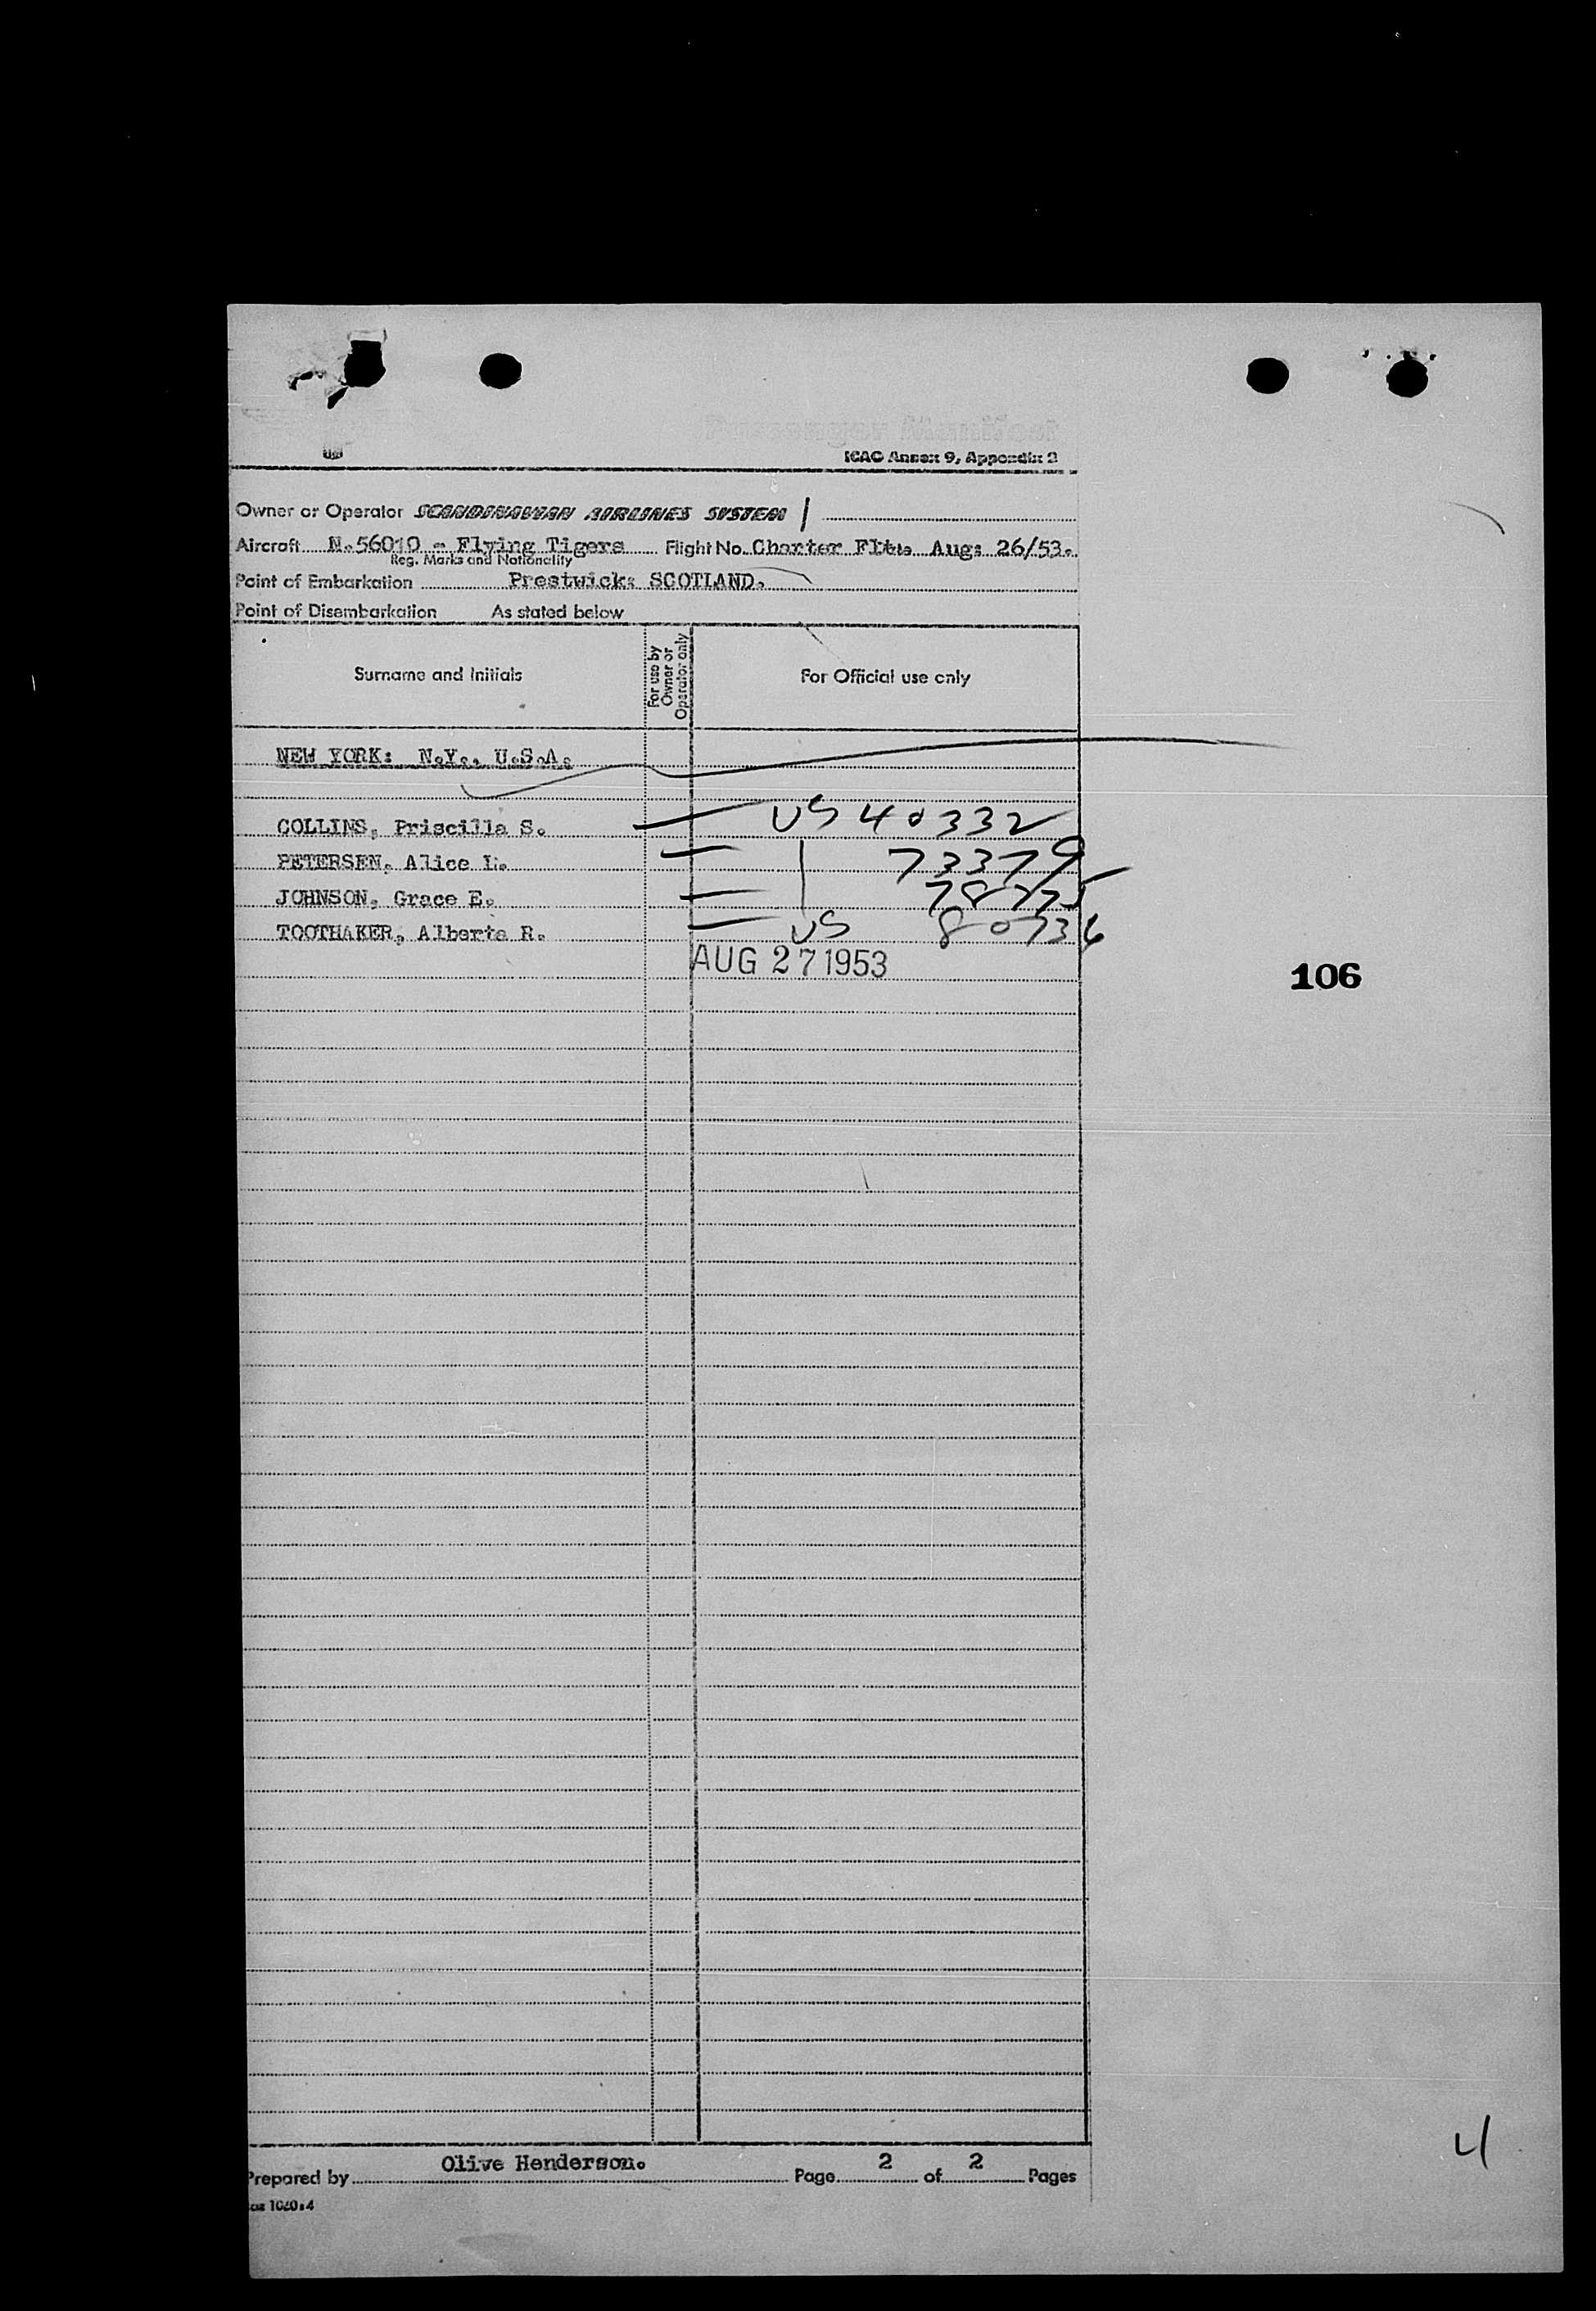 ICAO Annex 9, Appendix 2
Owner or Operator SCANDINAVIAN AIRLINES SYSTEM
Aircraft N.56010 - Flying Tigers Flight No. Charter Flt.. Aug: 26/53.
Reg. Marks and Nationality
Point of Embarkation Prestwick: SCOTLAND.
Point of Disembarkation As stated below
Surname and Initials For use by Owner or Operator only For Official use only
NEW YORK: N.Y., U.S.A.
COLLINS, Priscilla S. US 40332
PETERSEN, Alice L. 73379
JOHNSON, Grace E. 78775
TOOTHAKER, Alberta R. US 80736
AUG 27 1953
106
4
Prepared by Olive Henderson. Page 2 of 2 Pages